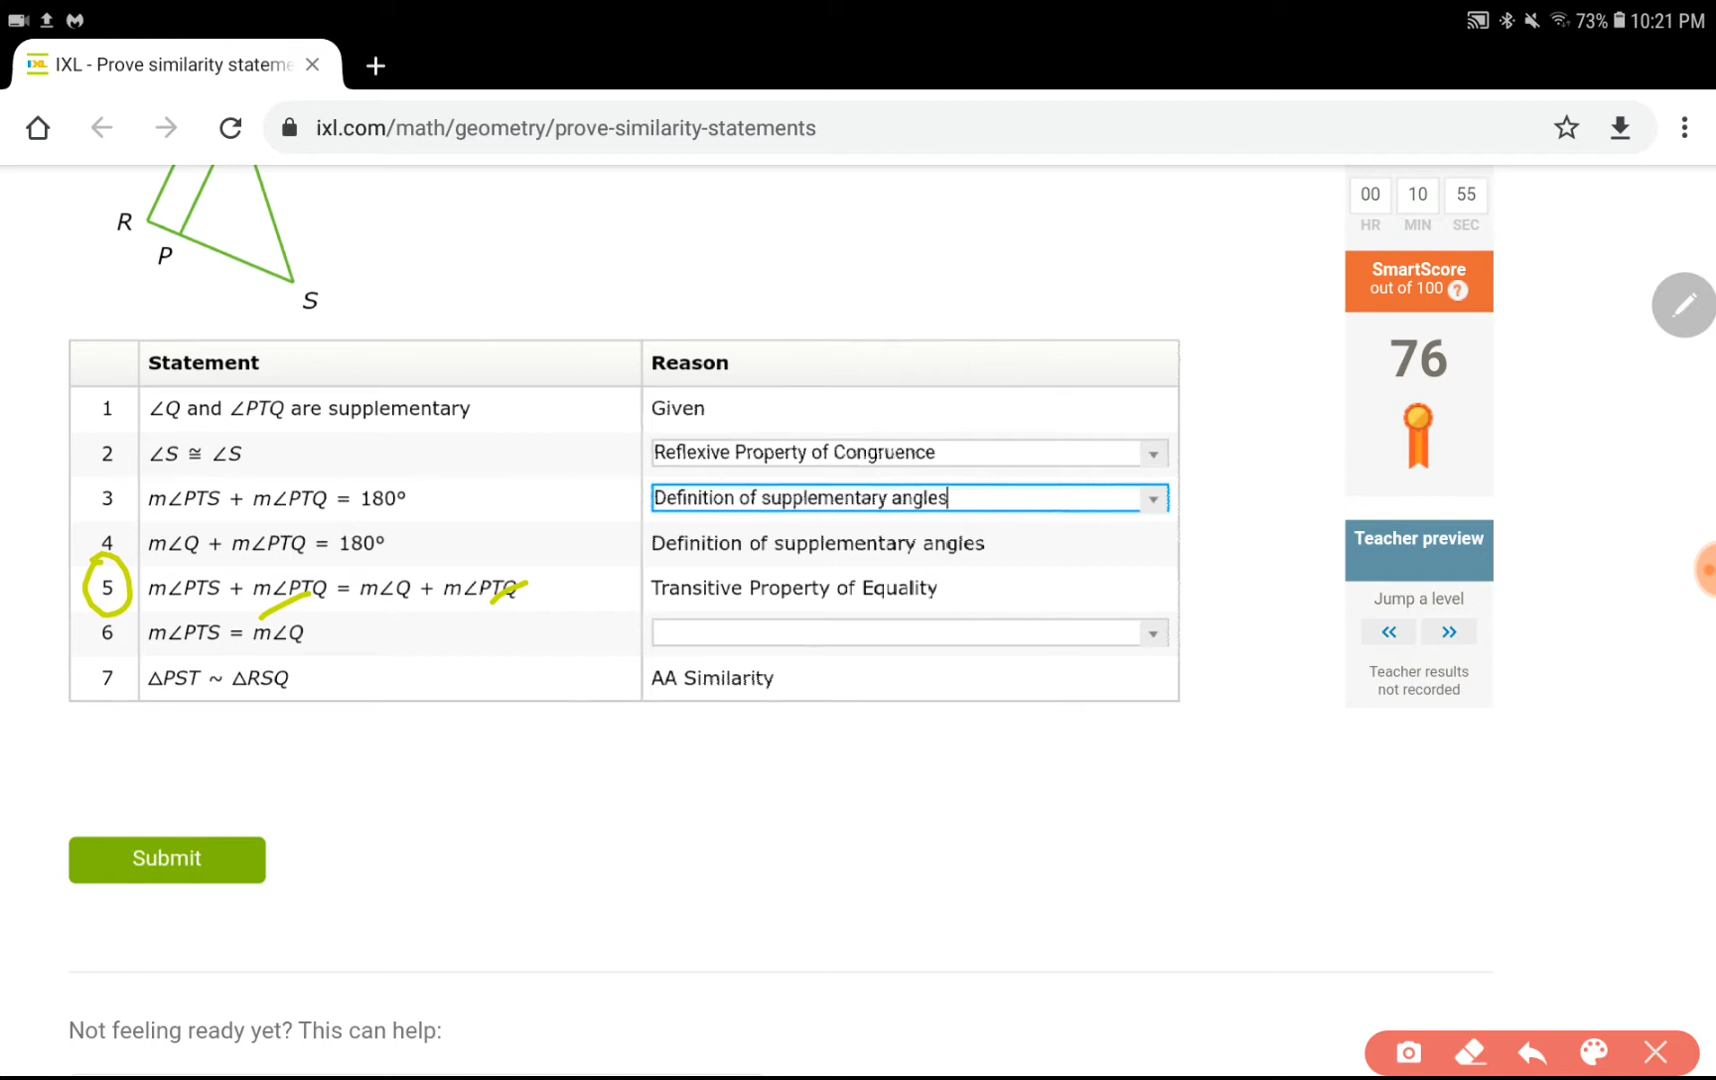 73% 10:21 PM
IXL - Prove similarity stateme
ixl.com/math/geometry/prove-similarity-statements
R
P
S
00 10 55
HR MIN SEC
SmartScore
out of 100 ?
76
Statement Reason
1 ∠Q and ∠PTQ are supplementary Given
2 ∠S ≅ ∠S Reflexive Property of Congruence
3 m∠PTS + m∠PTQ = 180° Definition of supplementary angles
4 m∠Q + m∠PTQ = 180° Definition of supplementary angles
5 m∠PTS + m∠PTQ = m∠Q + m∠PTQ Transitive Property of Equality
6 m∠PTS = m∠Q
7 △PST ~ △RSQ AA Similarity
Teacher preview
Jump a level
<< >>
Teacher results
not recorded
Submit
Not feeling ready yet? This can help: